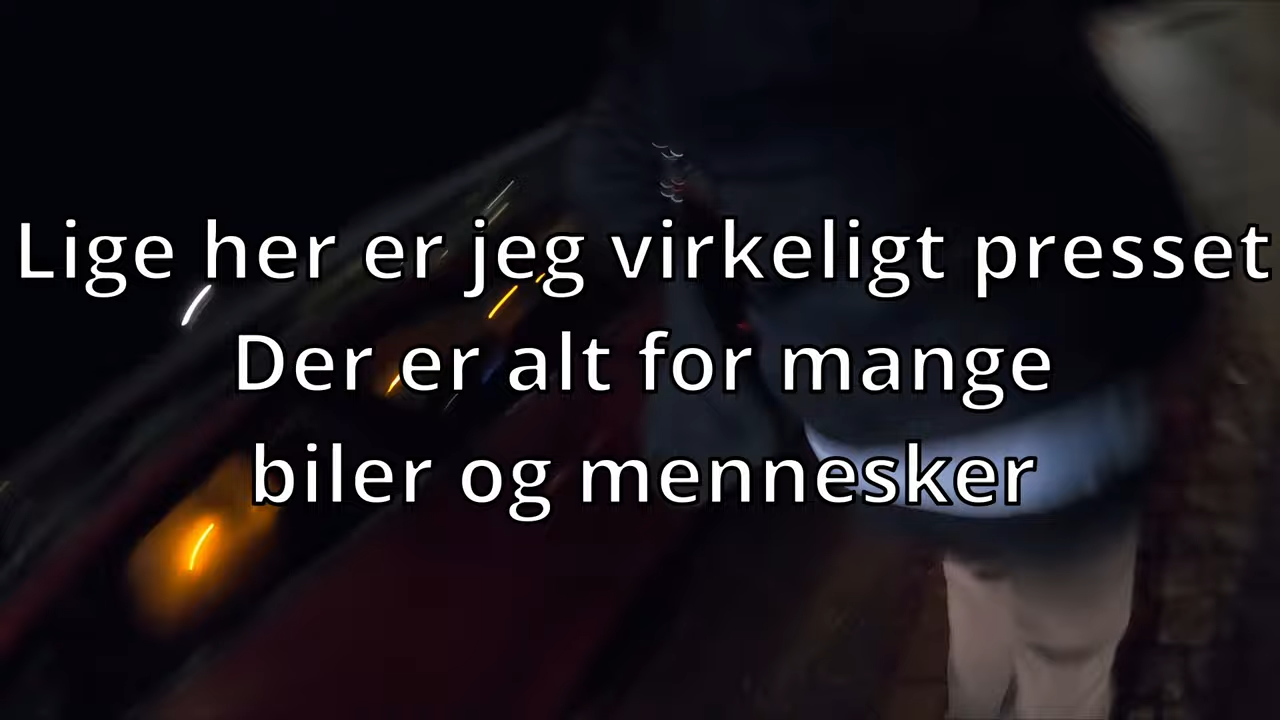 Lige her er jeg virkeligt presset
Der er alt for mange
biler og mennesker